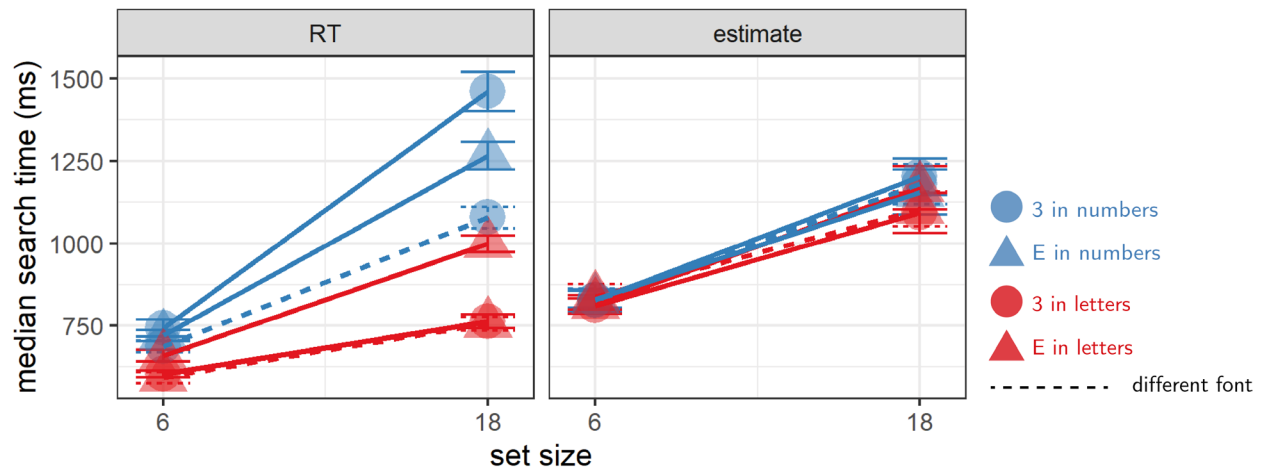 RT
estimate
median search time (ms)
1500
1250
1000
750
6
18
6
18
set size
3 in numbers
E in numbers
3 in letters
E in letters
different font